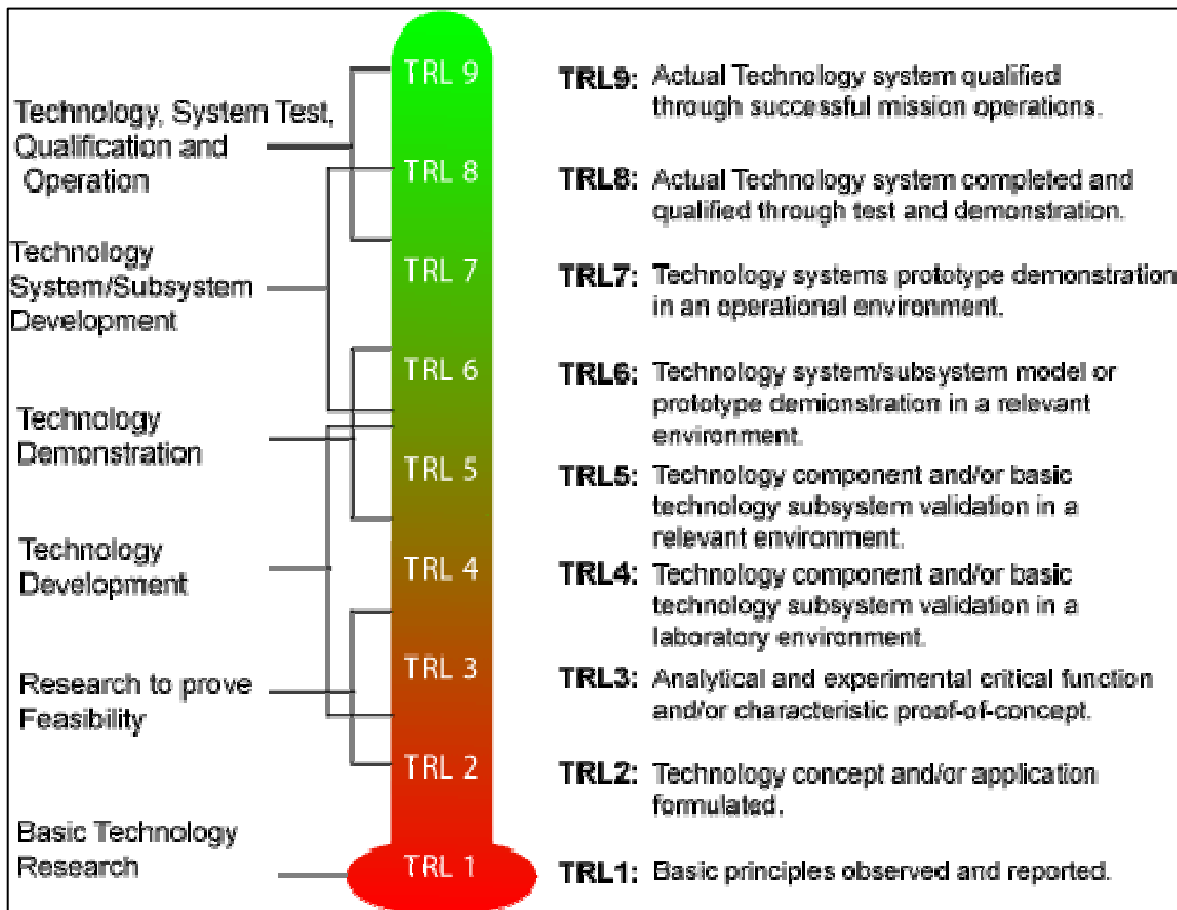 Technology, System Test,
Qualification and
Operation
Technology
System/Subsystem
Development
Technology
Demonstration
Technology
Development
Research to prove
Feasibility
Basic Technology
Research
TRL 9
TRL 8
TRL 7
TRL 6
TRL 5
TRL 4
TRL 3
TRL 2
TRL 1
TRL9: Actual Technology system qualified
through successful mission operations.
TRL8: Actual Technology system completed and
qualified through test and demonstration.
TRL7: Technology systems prototype demonstration
in an operational environment.
TRL6: Technology system/subsystem model or
prototype demionstration in a relevant
environment.
TRL5: Technology component and/or basic
technology subsystem validation in a
relevant environment.
TRL4: Technology component and/or basic
technology subsystem validation in a
laboratory environment.
TRL3: Analytical and experimental critical function
and/or characteristic proof-of-concept.
TRL2: Technology concept and/or application
formulated.
TRL1: Basic principles observed and reported.